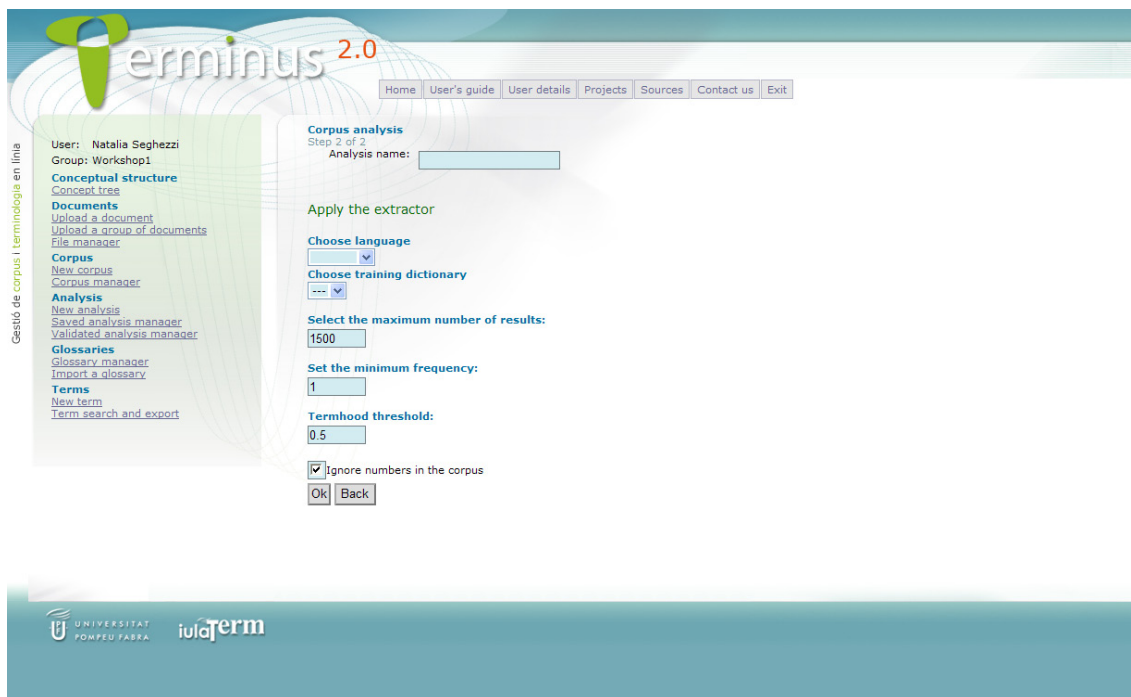 Terminus 2.0
Home User's guide User details Projects Sources Contact us Exit
Gestió de corpus i terminologia en línia
User: Natalia Seghezzi
Group: Workshop1
Conceptual structure
Concept tree
Documents
Upload a document
Upload a group of documents
File manager
Corpus
New corpus
Corpus manager
Analysis
New analysis
Saved analysis manager
Validated analysis manager
Glossaries
Glossary manager
Import a glossary
Terms
New term
Term search and export
Corpus analysis
Step 2 of 2
Analysis name:
Apply the extractor
Choose language
Choose training dictionary
---
Select the maximum number of results:
1500
Set the minimum frequency:
1
Termhood threshold:
0.5
Ignore numbers in the corpus
Ok Back
UNIVERSITAT
POMPEU FABRA
iulaTerm